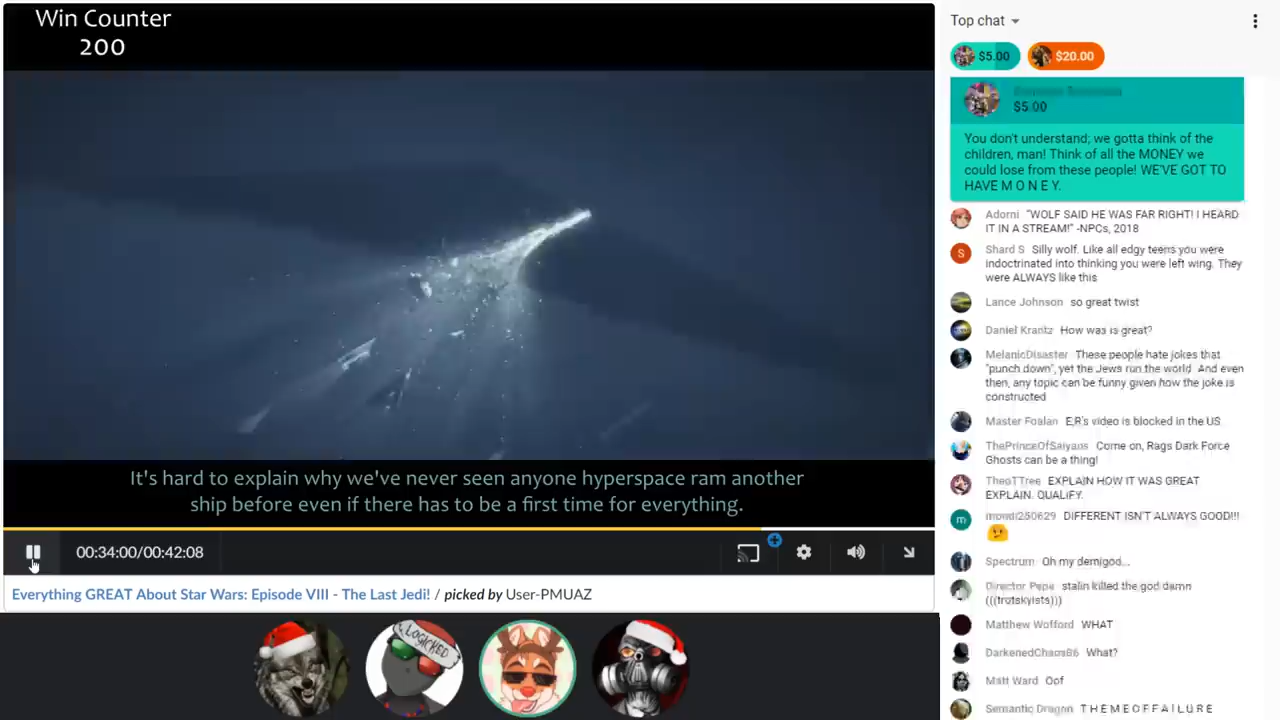 Win Counter
200
It's hard to explain why we've never seen anyone hyperspace ram another
ship before even if there has to be a first time for everything.
00:34:00/00:42:08
Everything GREAT About Star Wars: Episode VIII - The Last Jedi! / picked by User-PMUAZ
LOGICKED
Top chat
$5.00 $20.00
$5.00
You don't understand; we gotta think of the
children, man! Think of all the MONEY we
could lose from these people! WE'VE GOT TO
HAVE M O N E Y.
Adorni "WOLF SAID HE WAS FAR RIGHT! I HEARD
IT IN A STREAM!" -NPCs, 2018
Shard S Silly wolf. Like all edgy teens you were
indoctrinated into thinking you were left wing. They
were ALWAYS like this
Lance Johnson so great twist
Daniel Krantz How was is great?
MelanicDisaster These people hate jokes that
"punch down", yet the Jews run the world And even
then, any topic can be funny given how the joke is
constructed
Master Foalan E;R's video is blocked in the US
ThePrinceOfSaiyans Come on, Rags Dark Force
Ghosts can be a thing!
TheoTTree EXPLAIN HOW IT WAS GREAT
EXPLAIN. QUALiFY.
DIFFERENT ISN'T ALWAYS GOOD!!!
Spectrum Oh my demigod...
Director Pepe stalin killed the god damn
(((trotskyists)))
Matthew Wofford WHAT
DarkenedChaos86 What?
Matt Ward Oof
Semantic Dragon T H E M E O F F A I L U R E